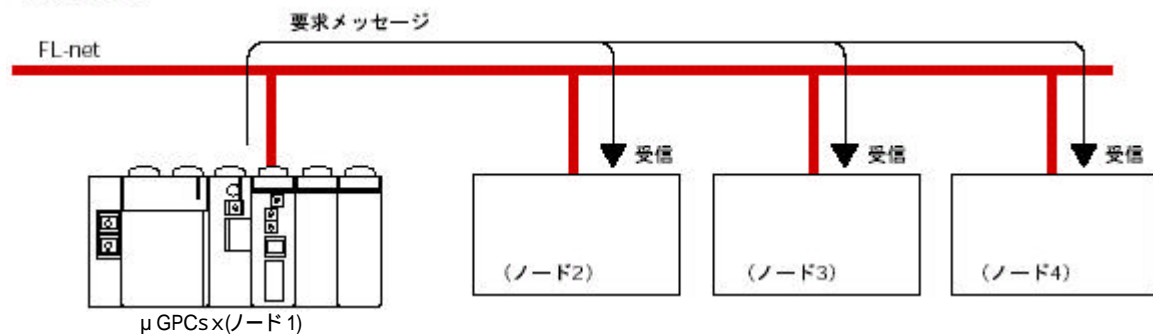 要求メッセージ
FL-net
受信
受信
受信
(ノード2)
(ノード3)
(ノード4)
μGPCsx(ノード1)